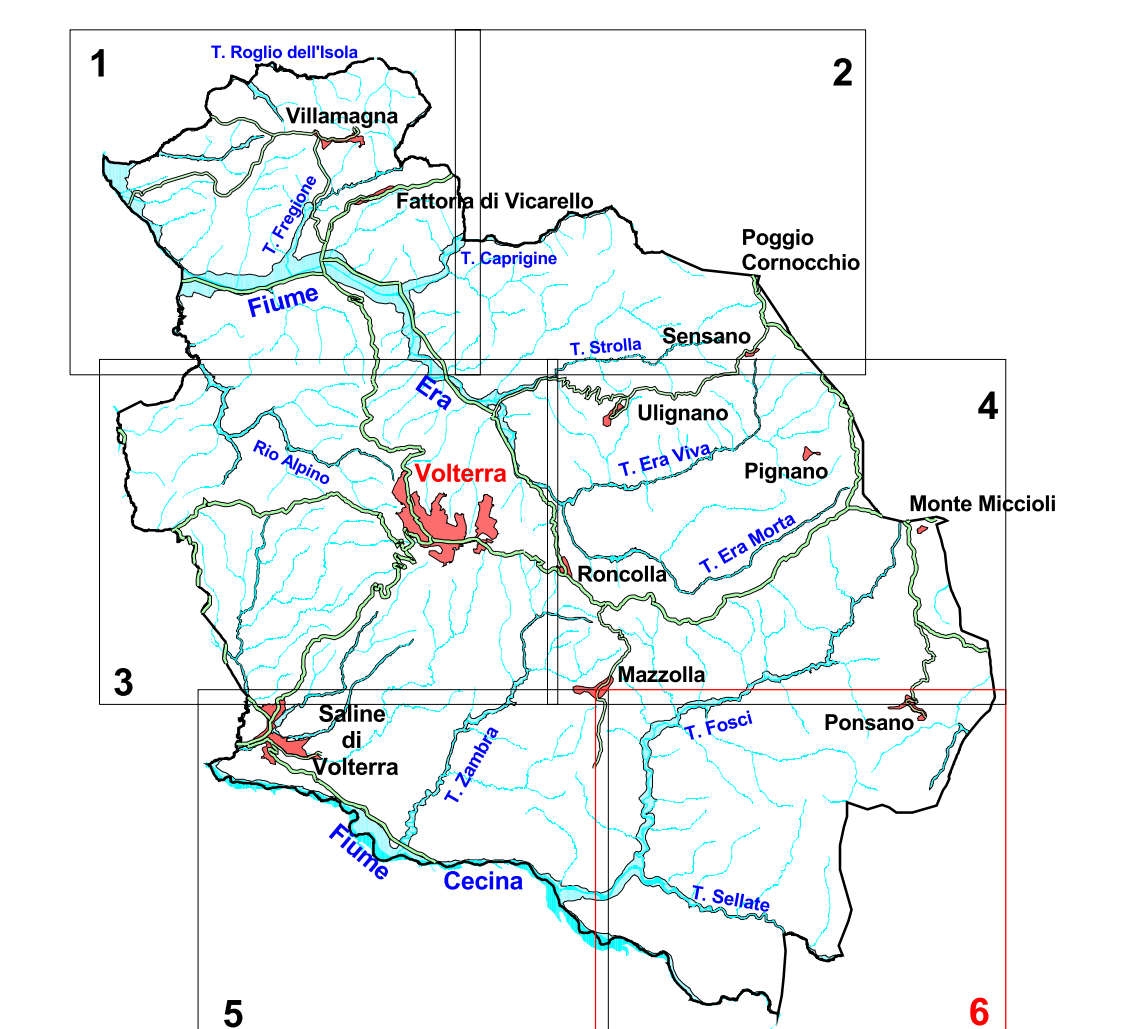 T. Roglio dell'Isola
1
2
Villamagna
T. Fregione
Fattoria di Vicarello
Poggio
Cornocchio
T. Caprigine
Fiume
Sensano
T. Strolla
Era
4
Ulignano
T. Era Viva
Rio Alpino
Volterra
Pignano
Monte Miccioli
T. Era Morta
Roncolla
3
Mazzolla
Saline
di
Volterra
T. Fosci
Ponsano
T. Zambra
Fiume
Cecina
T. Sellate
5
6